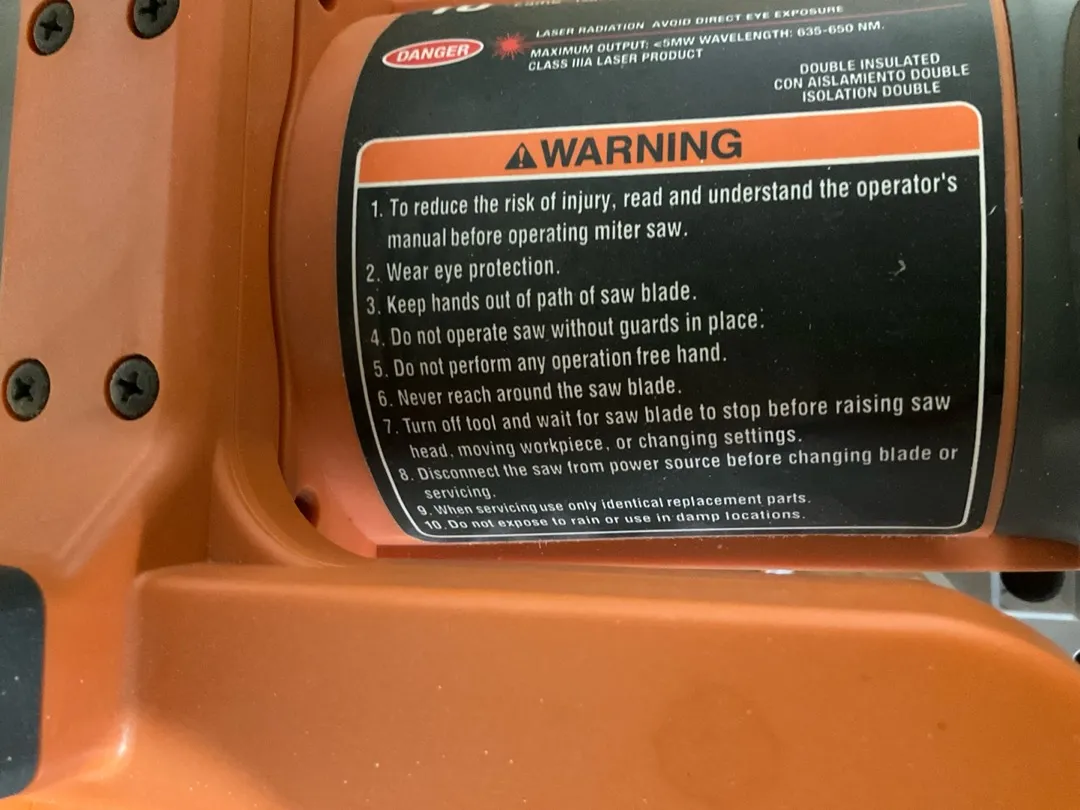 LASER RADIATION AVOID DIRECT EYE EXPOSURE
DANGER
MAXIMUM OUTPUT: <5MW WAVELENGTH: 635-650 NM.
CLASS IIIA LASER PRODUCT
DOUBLE INSULATED
CON AISLAMIENTO DOUBLE
ISOLATION DOUBLE
WARNING
1. To reduce the risk of injury, read and understand the operator's
manual before operating miter saw.
2. Wear eye protection.
3. Keep hands out of path of saw blade.
4. Do not operate saw without guards in place.
5. Do not perform any operation free hand.
6. Never reach around the saw blade.
7. Turn off tool and wait for saw blade to stop before raising saw
head, moving workpiece, or changing settings.
8. Disconnect the saw from power source before changing blade or
servicing.
9. When servicing use only identical replacement parts.
10. Do not expose to rain or use in damp locations.